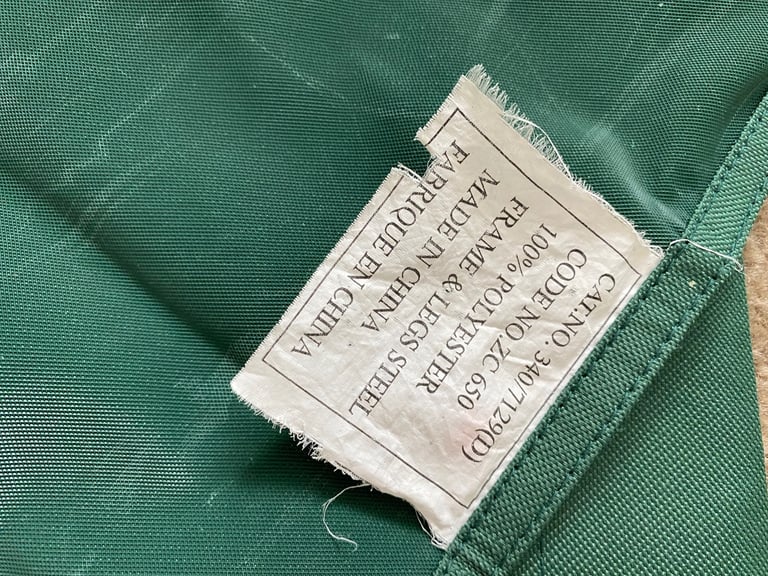 CAT.NO. 340/7129(D)
CODE NO.ZC 650
100% POLYESTER
FRAME & LEGS STEEL
MADE IN CHINA
FABRIQUE EN CHINA